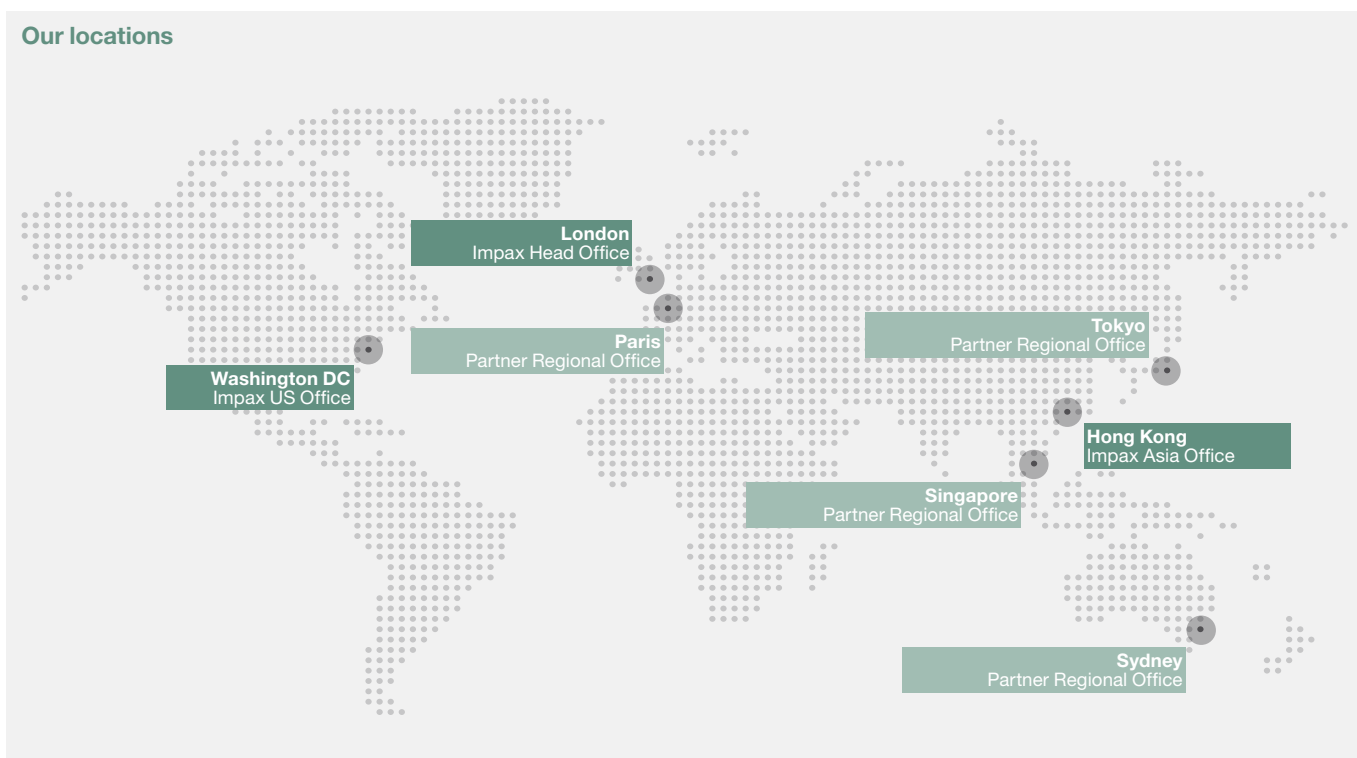 Our locations
London
Impax Head Office
Paris
Partner Regional Office
Tokyo
Partner Regional Office
Washington DC
Impax US Office
Hong Kong
Impax Asia Office
Singapore
Partner Regional Office
Sydney
Partner Regional Office